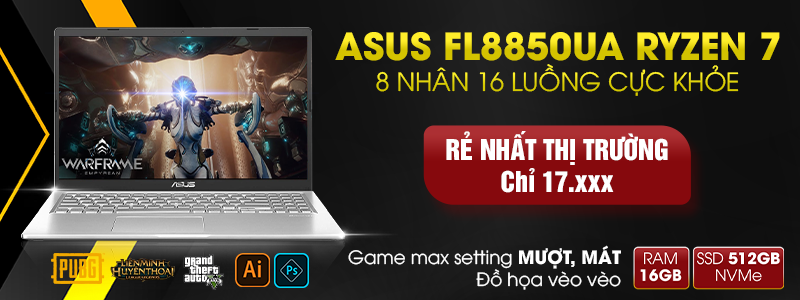 ASUS FL8850UA RYZEN 7
8 NHÂN 16 LUỒNG CỰC KHỎE
WARFRAME
EMPYREAN
ASUS
RẺ NHẤT THỊ TRƯỜNG
Chỉ 17.xxx
PUBG
LIÊN MINH
HUYỀN THOẠI
grand
theft
auto
Ai
Ps
Game max setting MƯỢT, MÁT
Đồ họa vèo vèo
RAM
16GB
SSD 512GB
NVMe